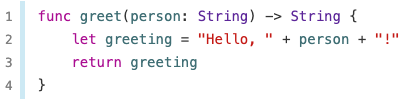 1 func greet(person: String) -> String {
2     let greeting = "Hello, " + person + "!"
3     return greeting
4 }